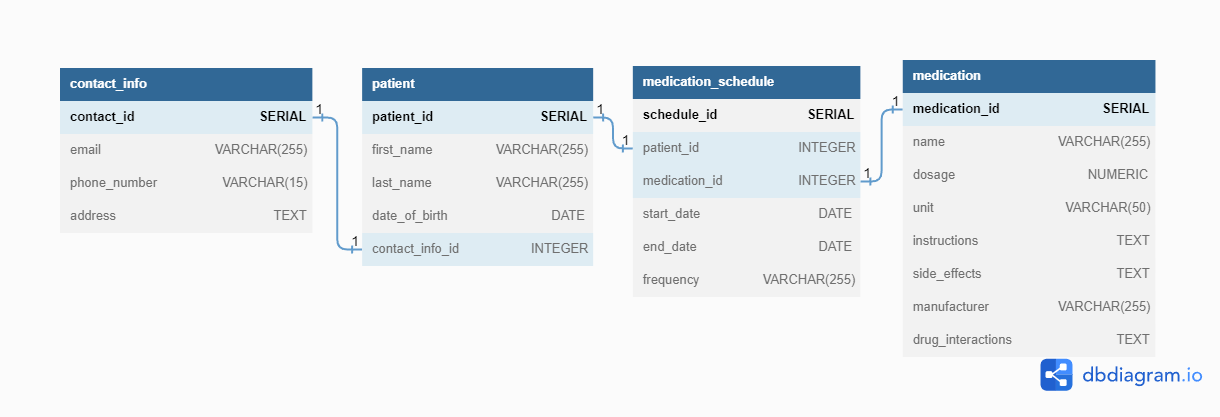 contact_info
contact_id SERIAL
email VARCHAR(255)
phone_number VARCHAR(15)
address TEXT
1
1
patient
patient_id SERIAL
first_name VARCHAR(255)
last_name VARCHAR(255)
date_of_birth DATE
contact_info_id INTEGER
1
1
medication_schedule
schedule_id SERIAL
patient_id INTEGER
medication_id INTEGER
start_date DATE
end_date DATE
frequency VARCHAR(255)
1
1
medication
medication_id SERIAL
name VARCHAR(255)
dosage NUMERIC
unit VARCHAR(50)
instructions TEXT
side_effects TEXT
manufacturer VARCHAR(255)
drug_interactions TEXT
dbdiagram.io